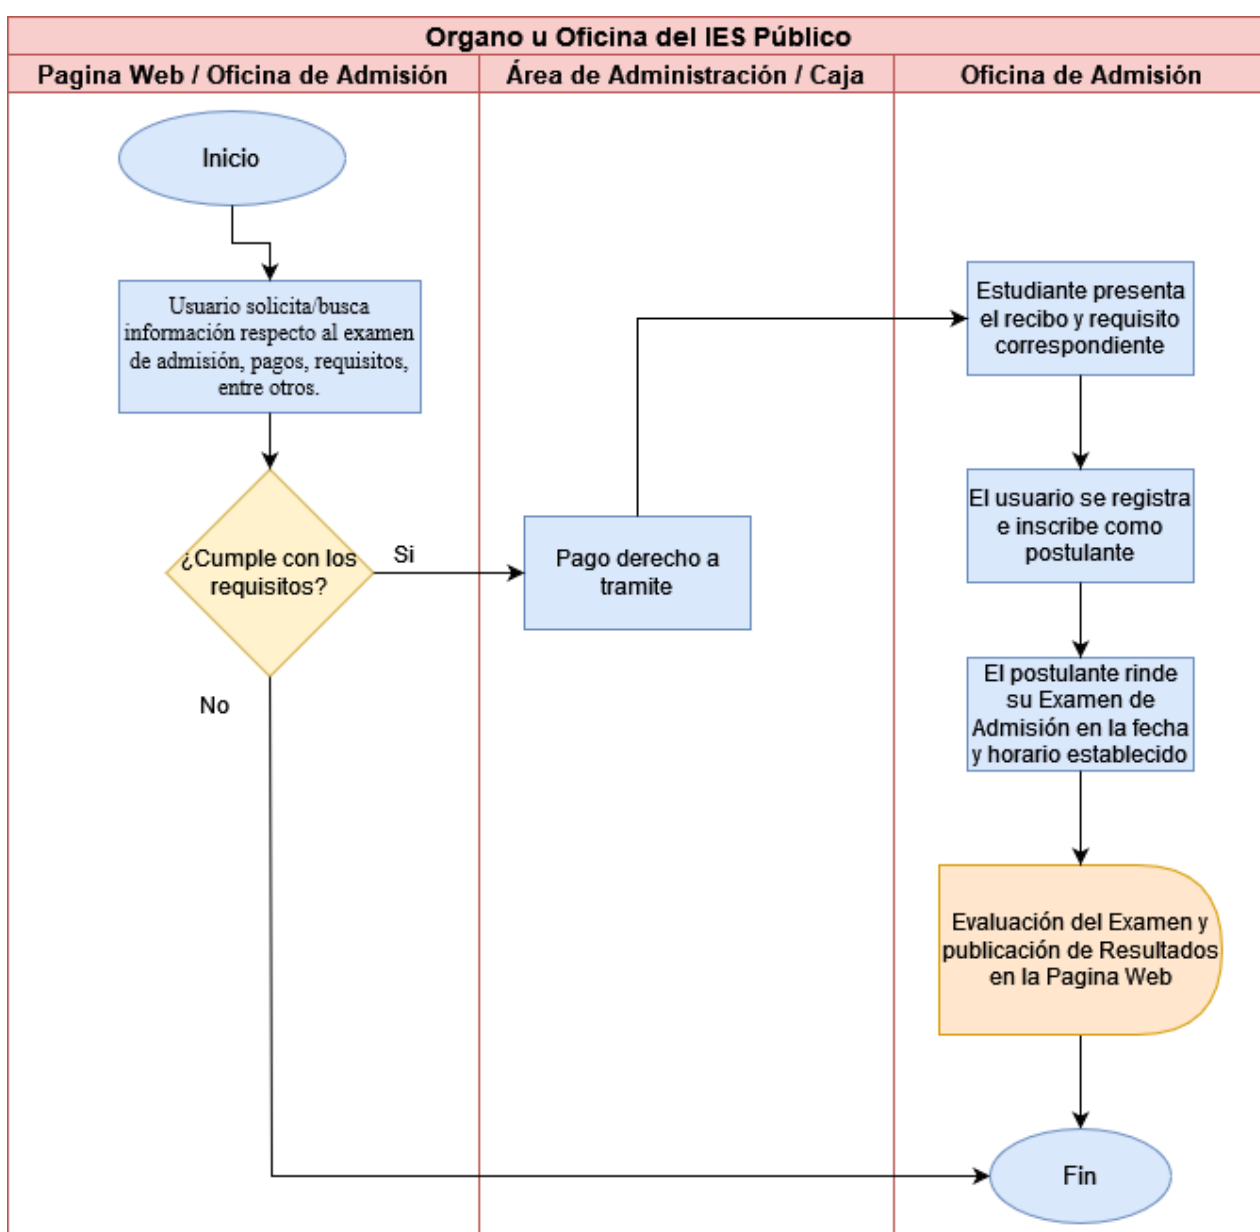 Organo u Oficina del IES Público
Pagina Web / Oficina de Admisión
Área de Administración / Caja
Oficina de Admisión
Inicio
Usuario solicita/busca
información respecto al examen
de admisión, pagos, requisitos,
entre otros.
¿Cumple con los
requisitos?
Si
No
Pago derecho a
tramite
Estudiante presenta
el recibo y requisito
correspondiente
El usuario se registra
e inscribe como
postulante
El postulante rinde
su Examen de
Admisión en la fecha
y horario establecido
Evaluación del Examen y
publicación de Resultados
en la Pagina Web
Fin